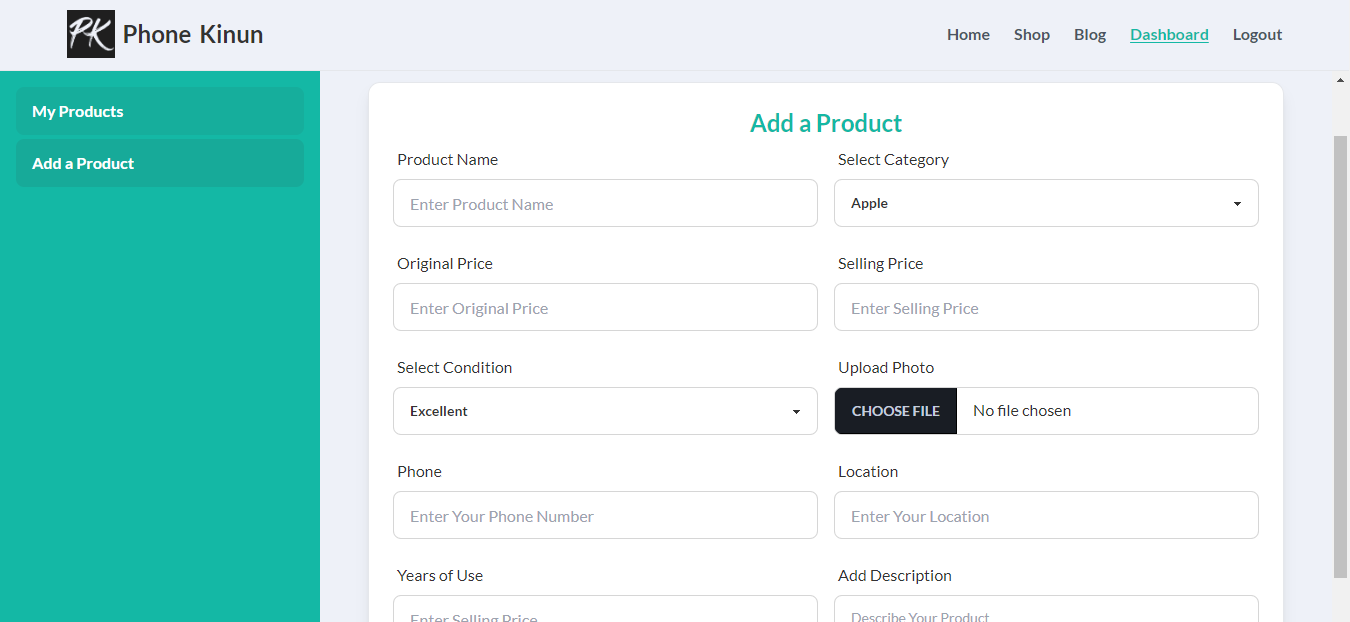 PK Phone Kinun
Home Shop Blog Dashboard Logout
My Products
Add a Product
Add a Product
Product Name Select Category
Enter Product Name Apple
Original Price Selling Price
Enter Original Price Enter Selling Price
Select Condition Upload Photo
Excellent CHOOSE FILE No file chosen
Phone Location
Enter Your Phone Number Enter Your Location
Years of Use Add Description
Enter Selling Price Describe Your Product